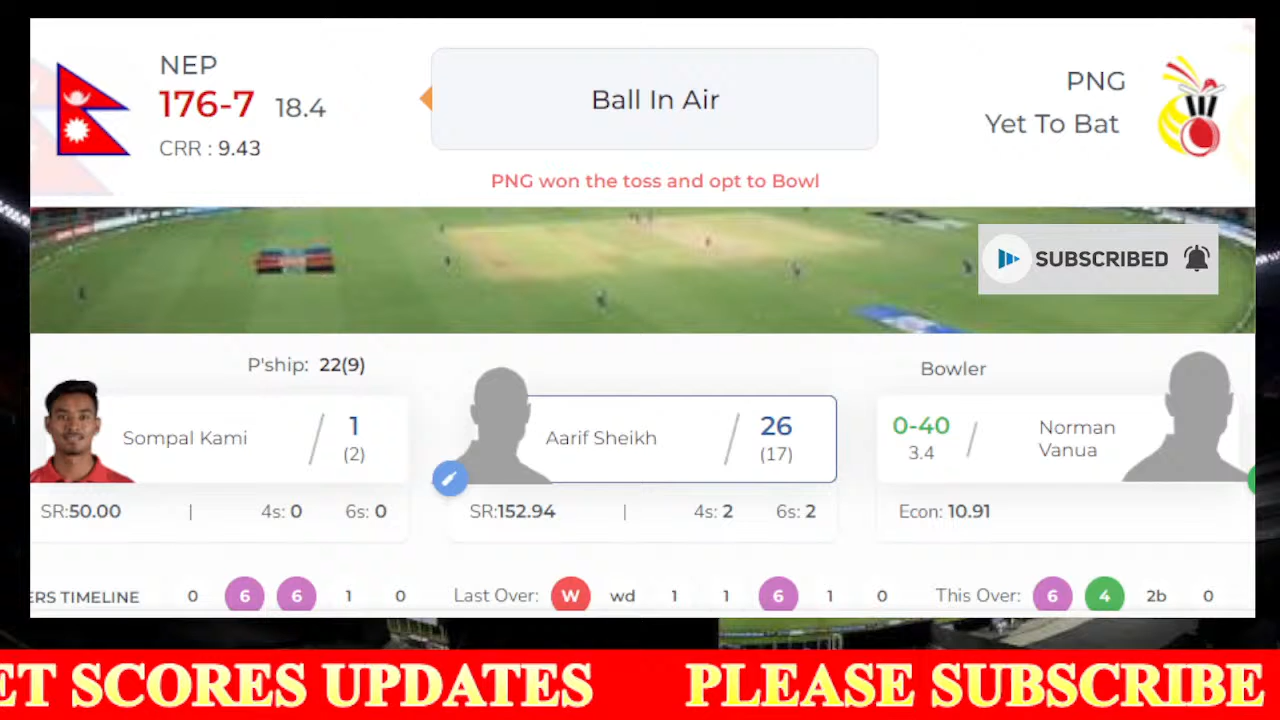 NEP
176-7 18.4
CRR : 9.43
Ball In Air
PNG
Yet To Bat
PNG won the toss and opt to Bowl
SUBSCRIBED
P'ship: 22(9)
Bowler
Sompal Kami / 1
(2)
Aarif Sheikh / 26
(17)
0-40
3.4 / Norman
Vanua
SR:50.00 | 4s: 0 6s: 0
SR:152.94 | 4s: 2 6s: 2
Econ: 10.91
ERS TIMELINE 0 6 6 1 0 Last Over: W wd 1 1 6 1 0 This Over: 6 4 2b 0
ET SCORES UPDATES PLEASE SUBSCRIBE